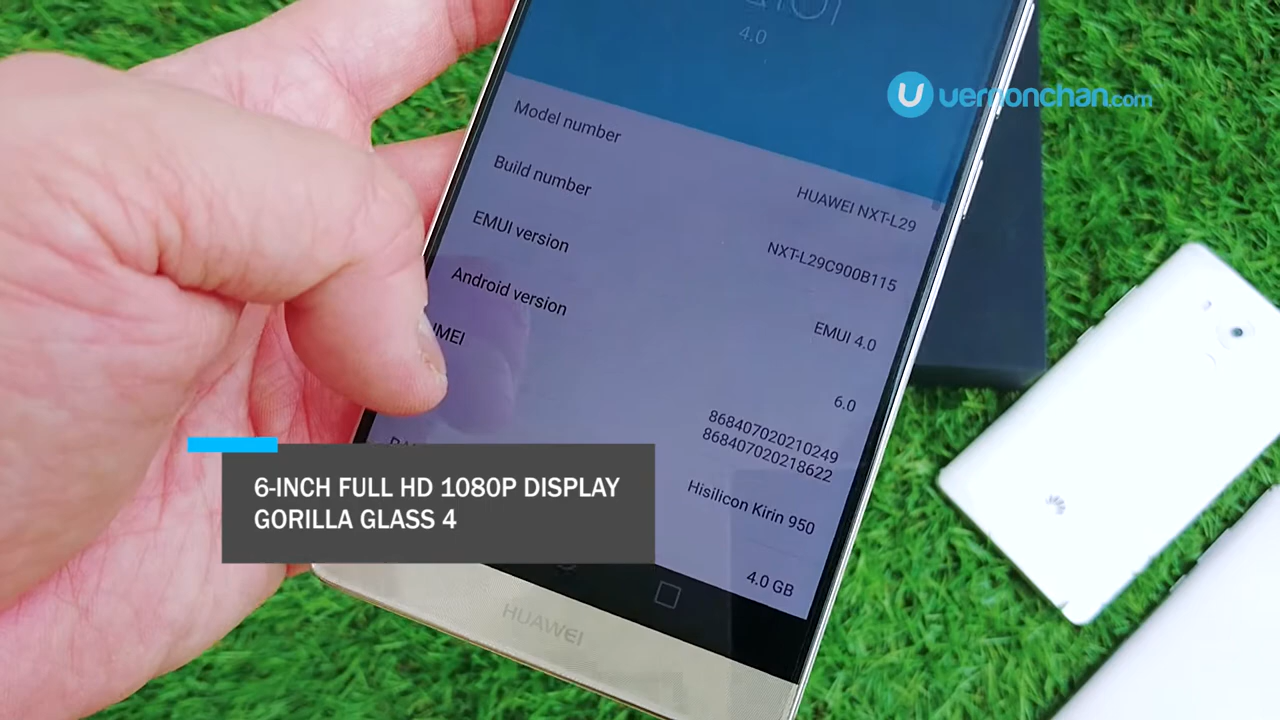 4.0
vernonchan.com
Model number
HUAWEI NXT-L29
Build number
NXT-L29C900B115
EMUI version
EMUI 4.0
Android version
6.0
IMEI
868407020210249
868407020218622
Hisilicon Kirin 950
4.0 GB
6-INCH FULL HD 1080P DISPLAY
GORILLA GLASS 4
HUAWEI